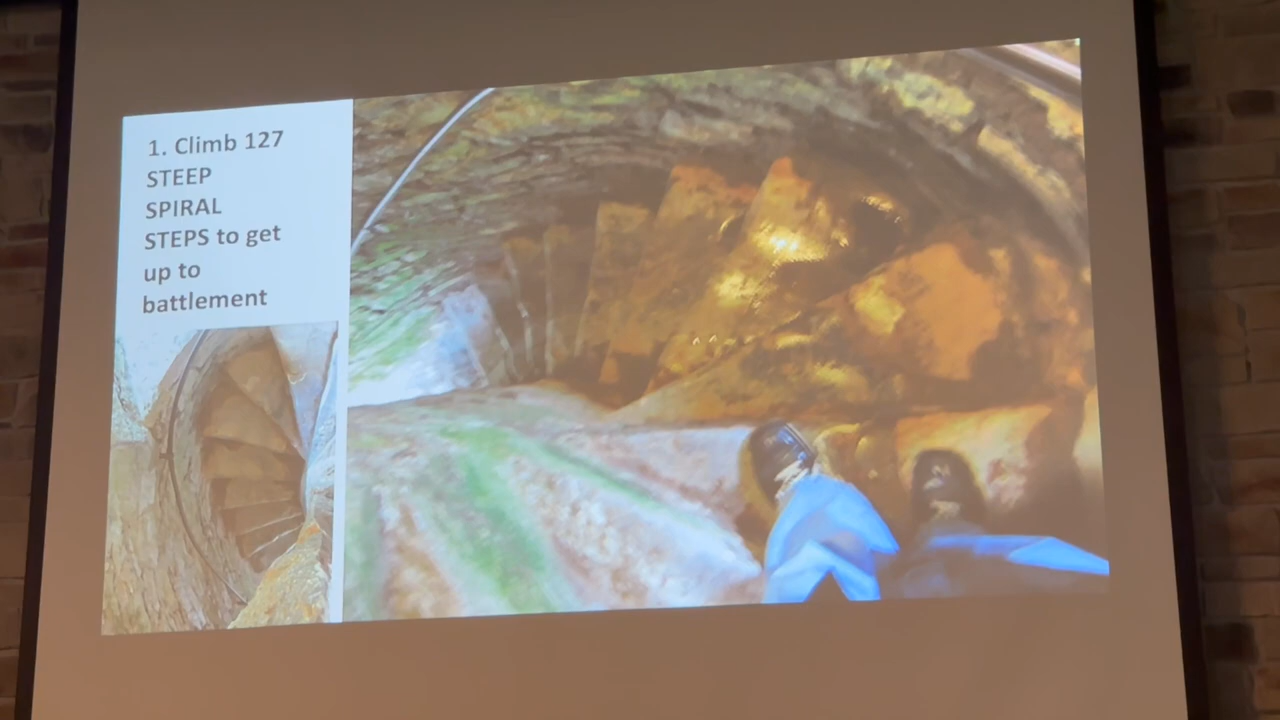 1. Climb 127
STEEP
SPIRAL
STEPS to get
up to
battlement